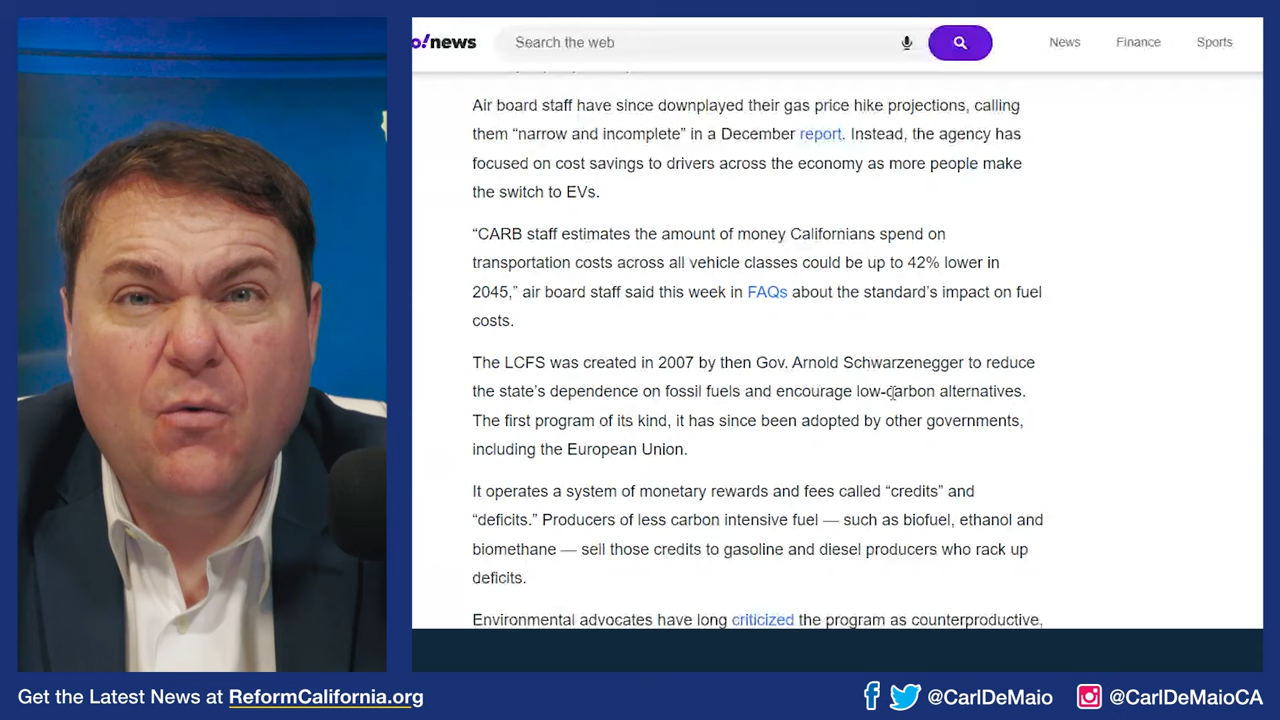 o!news
Search the web
News
Finance
Sports
Air board staff have since downplayed their gas price hike projections, calling
them “narrow and incomplete” in a December report. Instead, the agency has
focused on cost savings to drivers across the economy as more people make
the switch to EVs.
“CARB staff estimates the amount of money Californians spend on
transportation costs across all vehicle classes could be up to 42% lower in
2045,” air board staff said this week in FAQs about the standard’s impact on fuel
costs.
The LCFS was created in 2007 by then Gov. Arnold Schwarzenegger to reduce
the state’s dependence on fossil fuels and encourage low-carbon alternatives.
The first program of its kind, it has since been adopted by other governments,
including the European Union.
It operates a system of monetary rewards and fees called “credits” and
“deficits.” Producers of less carbon intensive fuel — such as biofuel, ethanol and
biomethane — sell those credits to gasoline and diesel producers who rack up
deficits.
Environmental advocates have long criticized the program as counterproductive,
Get the Latest News at ReformCalifornia.org
@CarlDeMaio
@CarlDeMaioCA